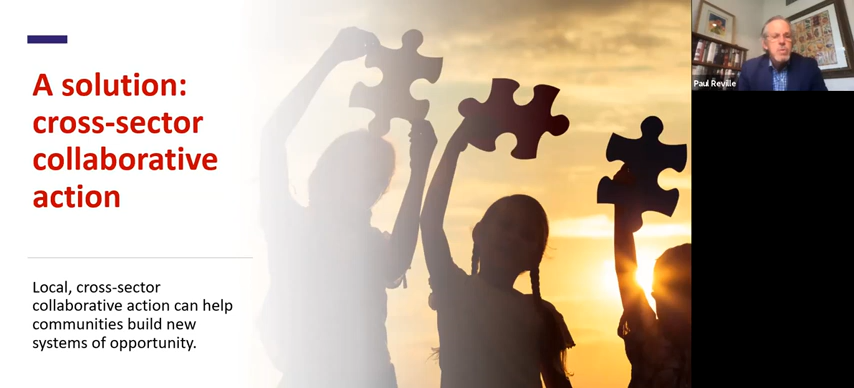 A solution:
cross-sector
collaborative
action
Local, cross-sector
collaborative action can help
communities build new
systems of opportunity.
Paul Reville